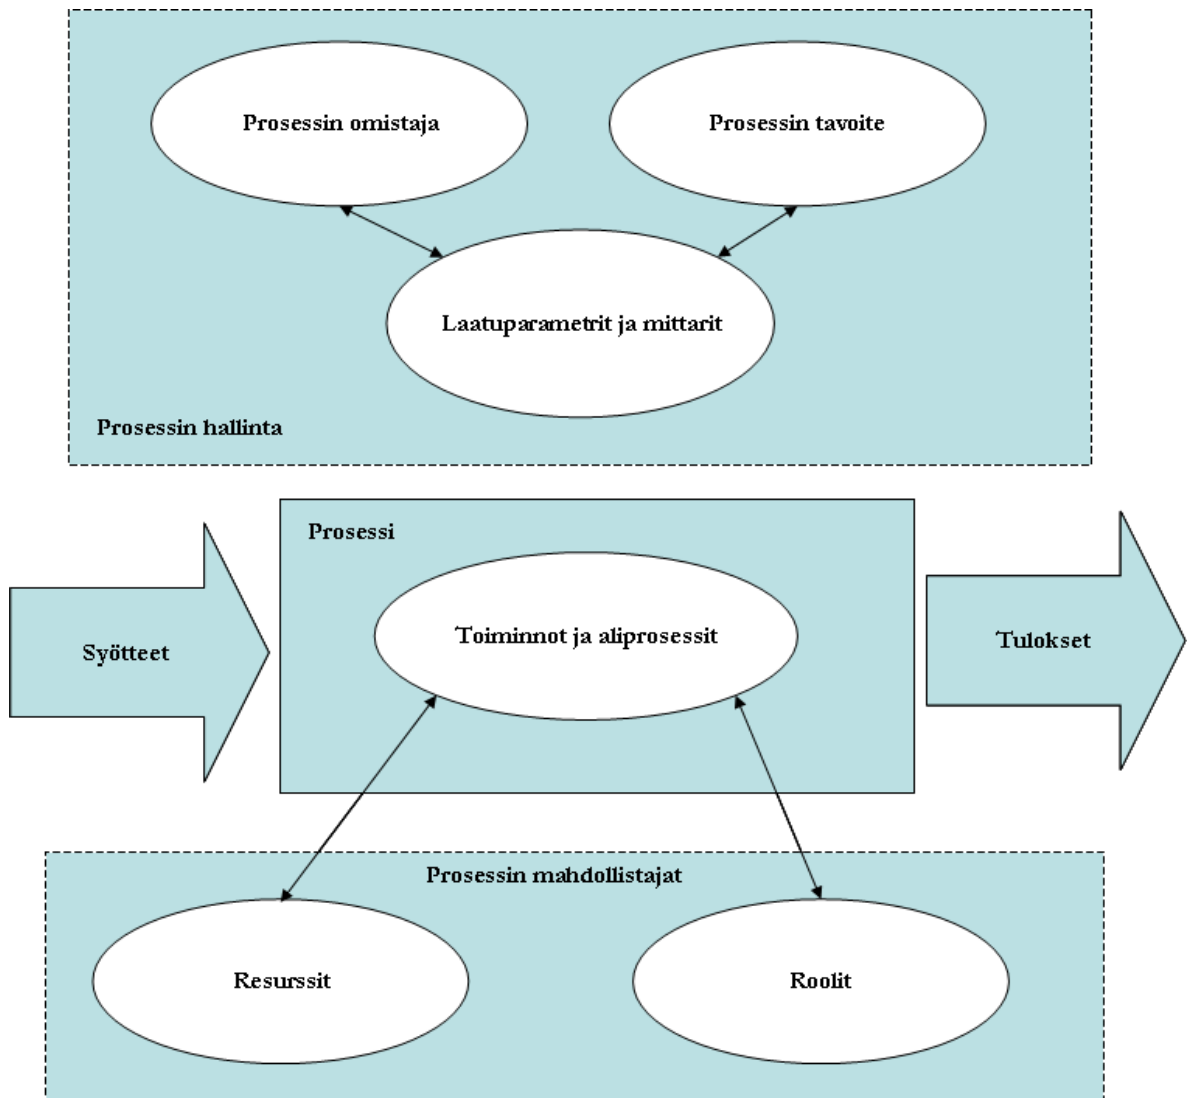 Prosessin omistaja
Prosessin tavoite
Laatuparametrit ja mittarit
Prosessin hallinta
Prosessi
Syötteet
Toiminnot ja aliprosessit
Tulokset
Prosessin mahdollistajat
Resurssit
Roolit